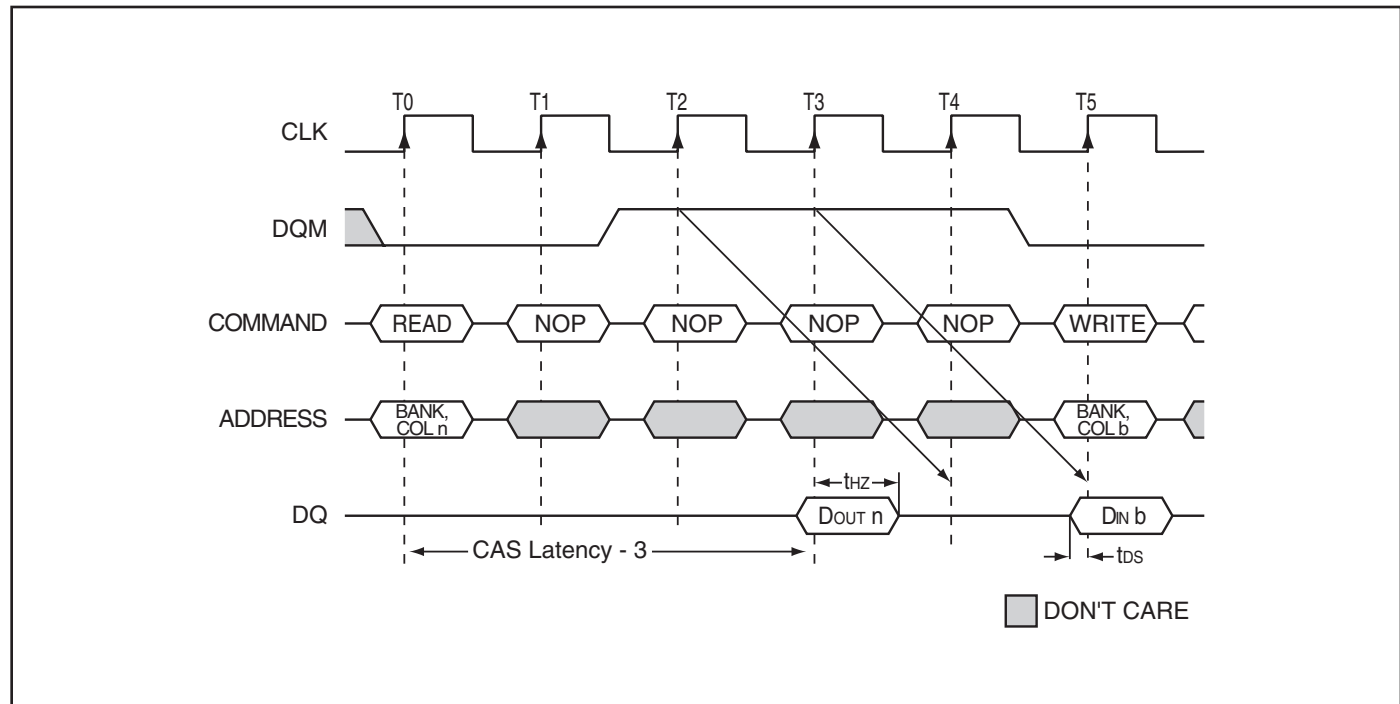 T0 T1 T2 T3 T4 T5
CLK
DQM
COMMAND READ NOP NOP NOP NOP WRITE
ADDRESS BANK, COL n BANK, COL b
tHZ
DQ DOUT n DIN b
CAS Latency - 3 tDS
DON'T CARE